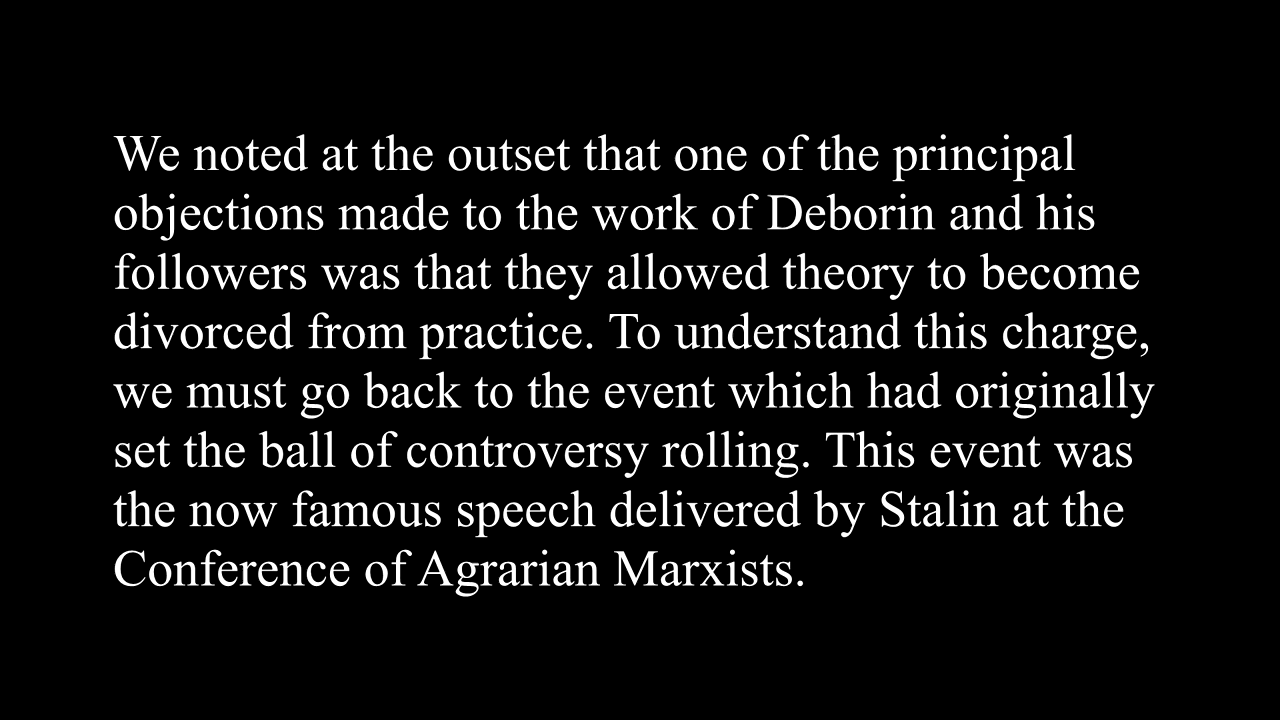 We noted at the outset that one of the principal
objections made to the work of Deborin and his
followers was that they allowed theory to become
divorced from practice. To understand this charge,
we must go back to the event which had originally
set the ball of controversy rolling. This event was
the now famous speech delivered by Stalin at the
Conference of Agrarian Marxists.